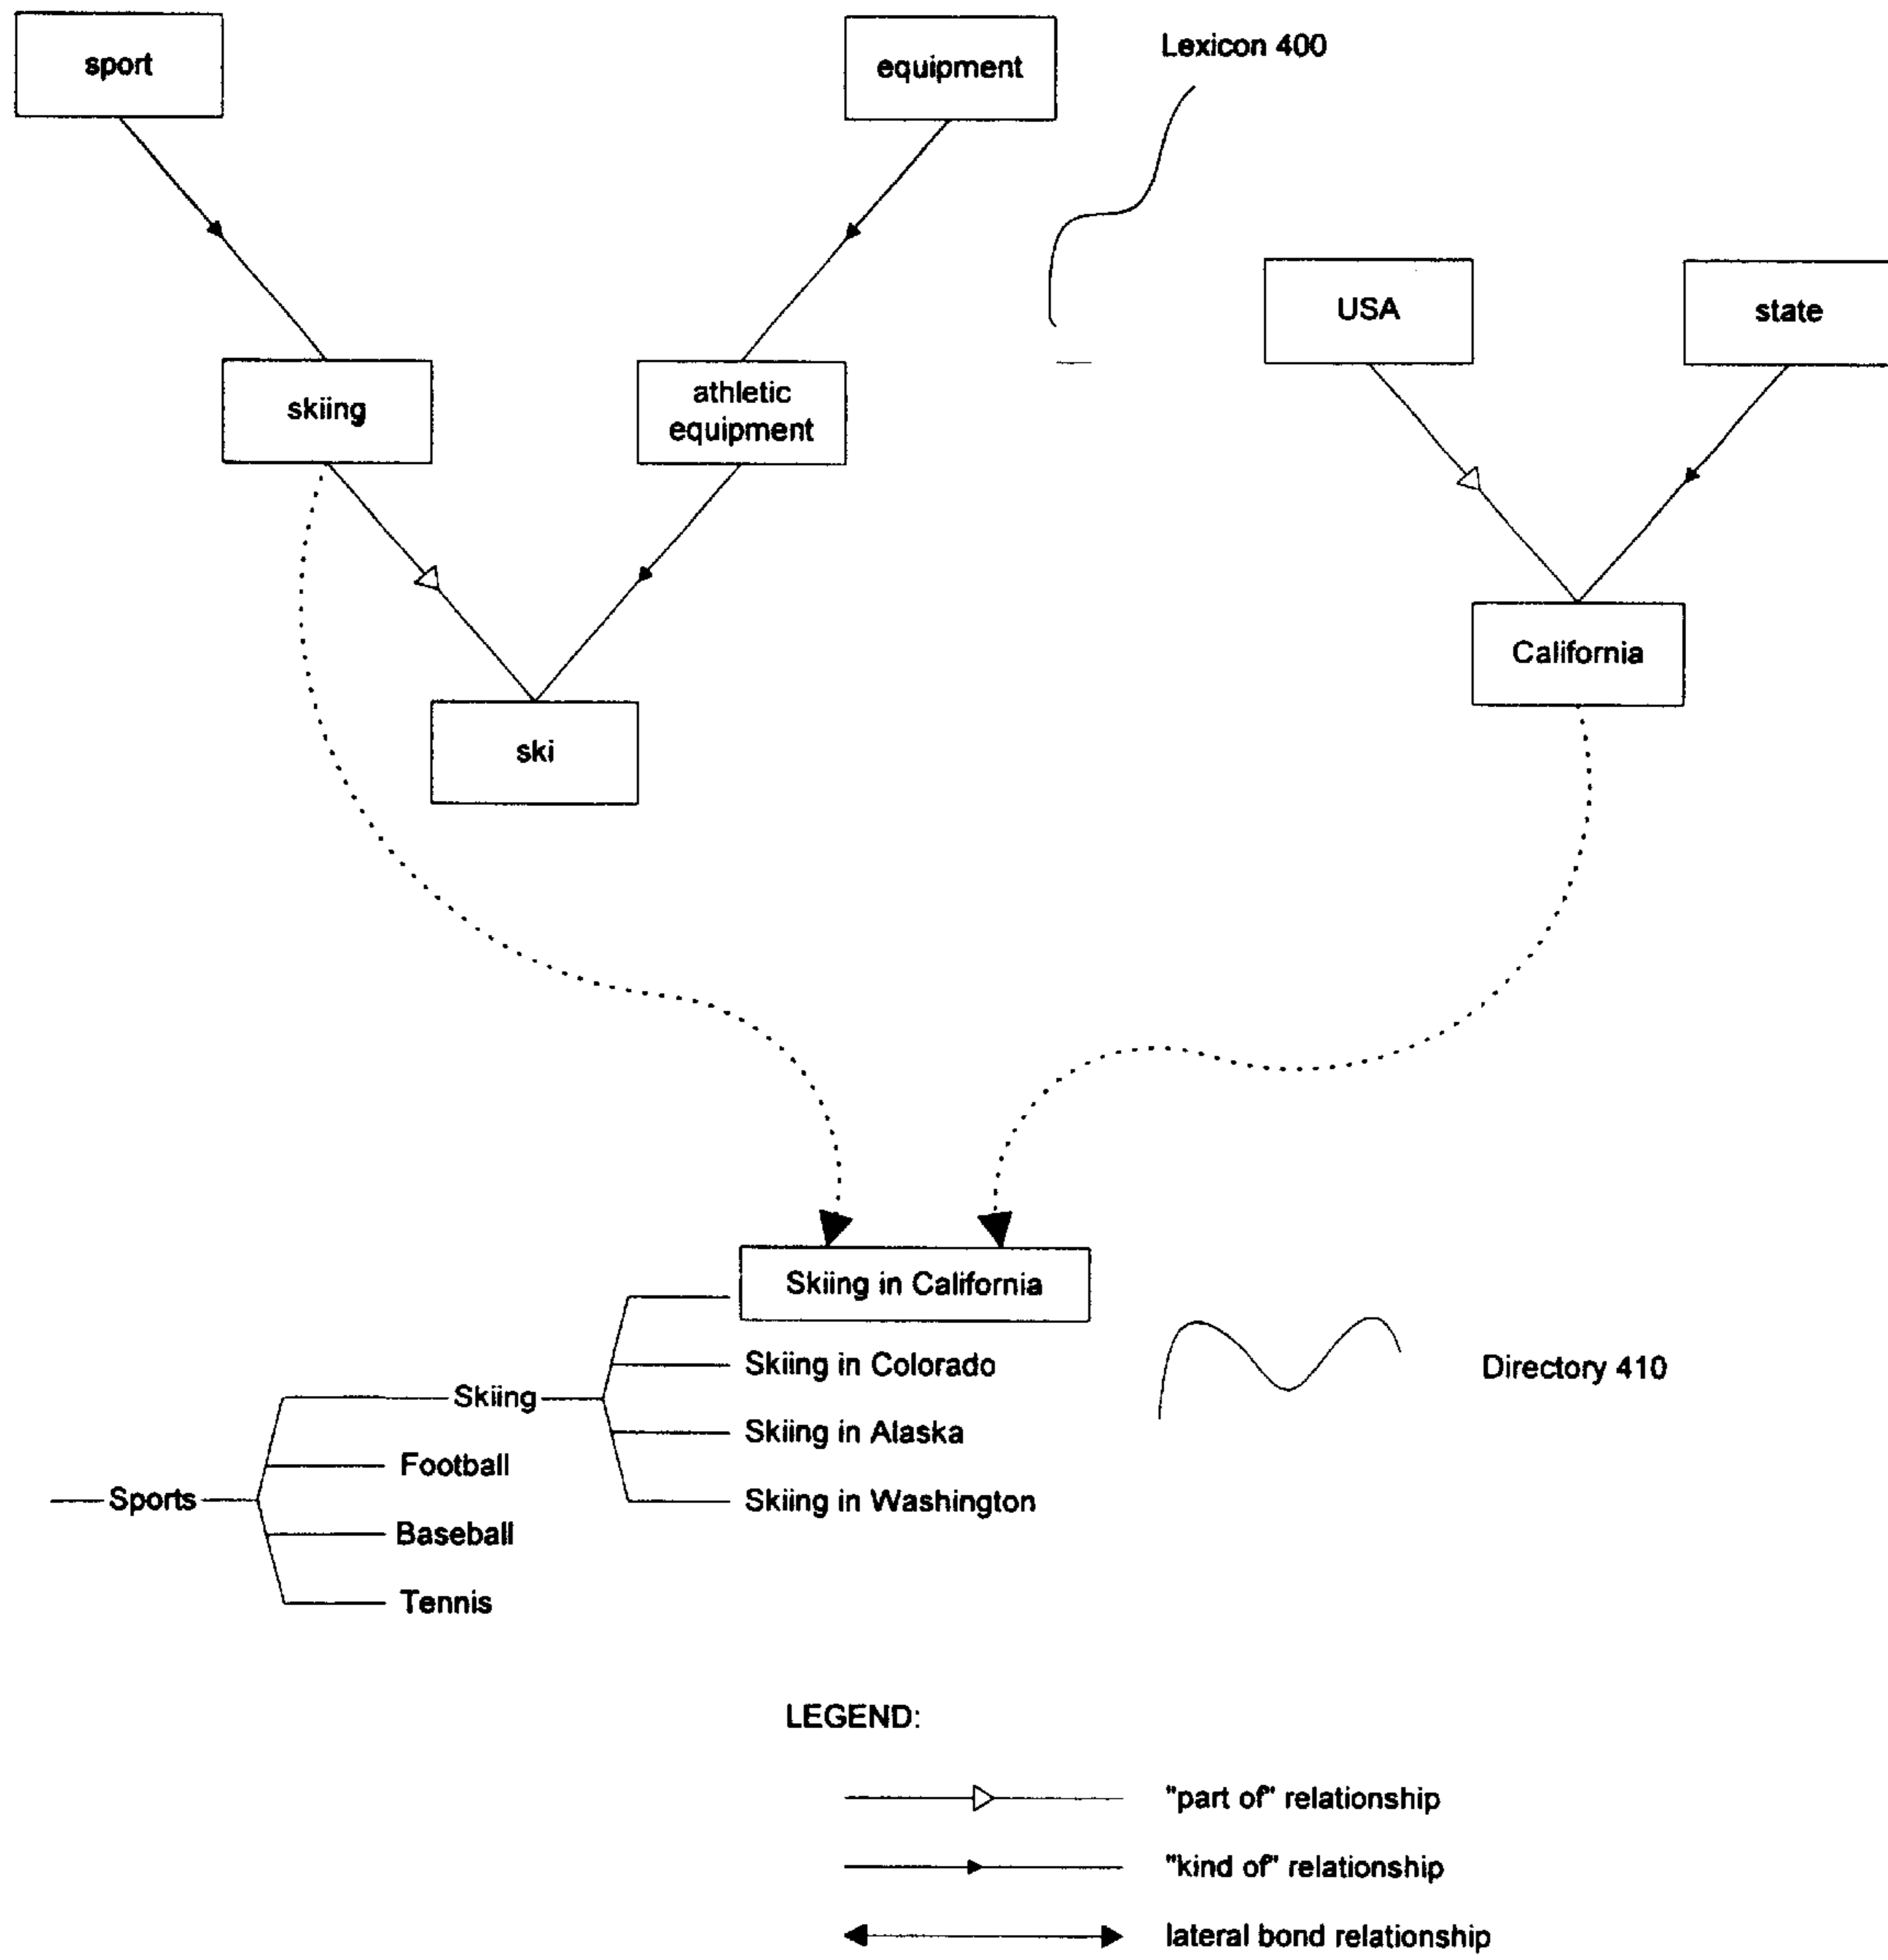 sport
equipment
Lexicon 400
USA
state
skiing
athletic
equipment
California
ski
Skiing in California
Skiing in Colorado
Directory 410
Skiing
Skiing in Alaska
Football
Sports
Skiing in Washington
Baseball
Tennis
LEGEND:
"part of" relationship
"kind of" relationship
lateral bond relationship